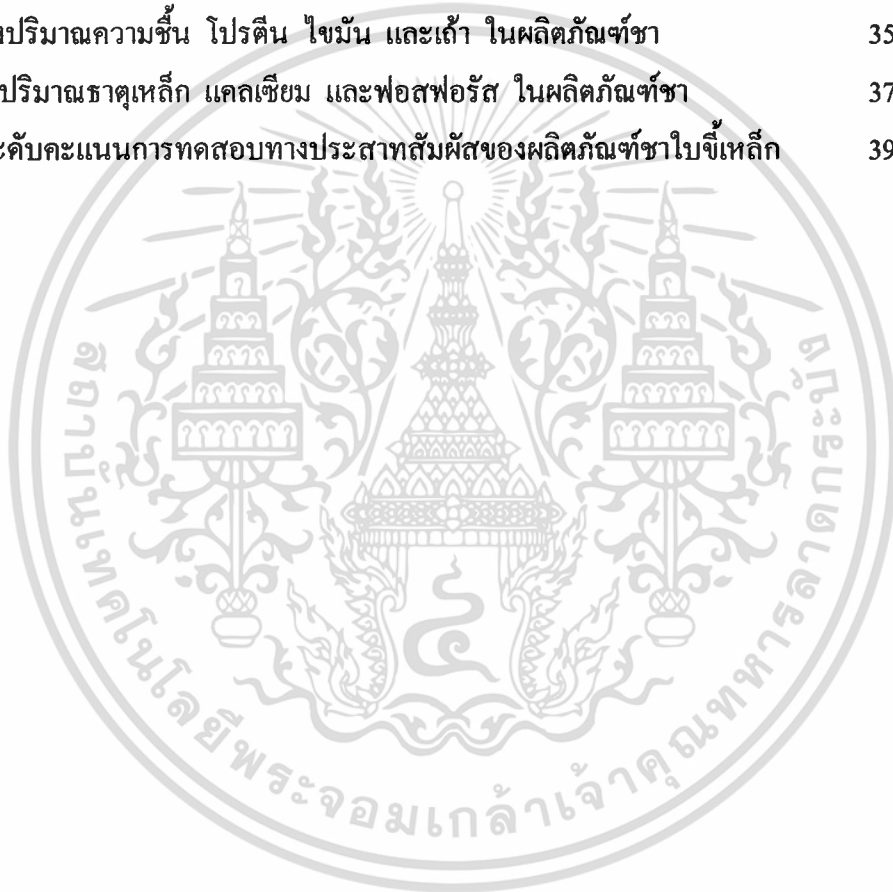 ปริมาณความชื้น โปรตีน ไขมัน และเถ้า ในผลิตภัณฑ์ชา 35
ปริมาณธาตุเหล็ก แคลเซียม และฟอสฟอรัส ในผลิตภัณฑ์ชา 37
ระดับคะแนนการทดสอบทางประสาทสัมผัสของผลิตภัณฑ์ชาใบขี้เหล็ก 39
สถาบันเทคโนโลยีพระจอมเกล้าเจ้าคุณทหารลาดกระบัง
๔